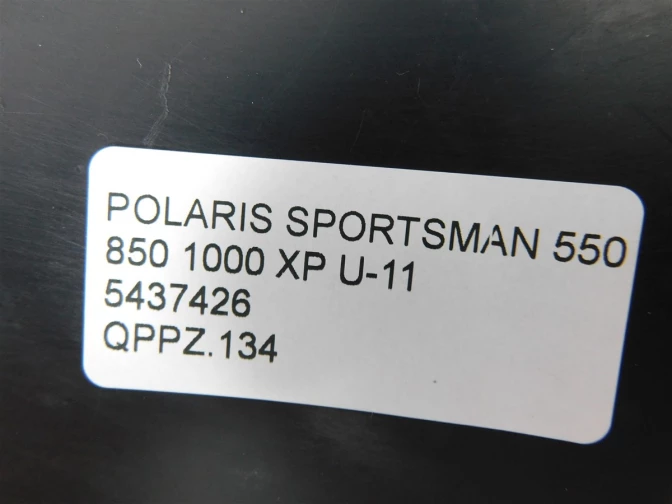 POLARIS SPORTSMAN 550
850 1000 XP U-11
5437426
QPPZ.134